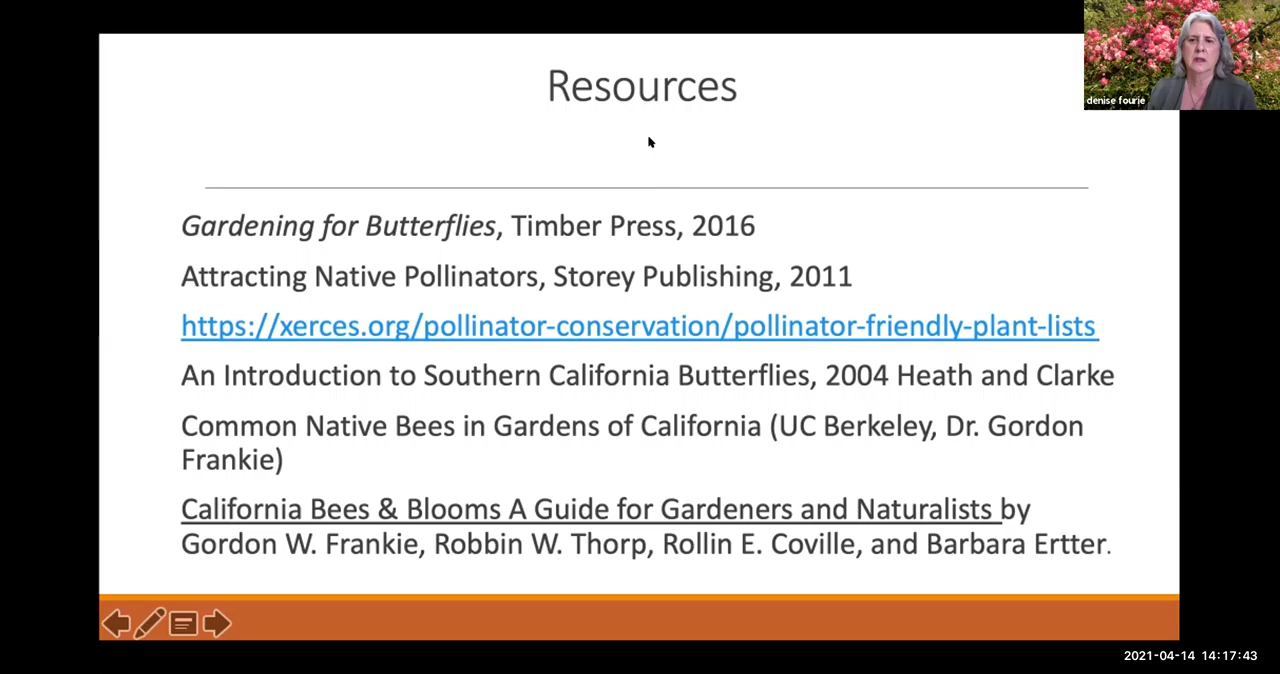 Resources
denise fourie
Gardening for Butterflies, Timber Press, 2016
Attracting Native Pollinators, Storey Publishing, 2011
https://xerces.org/pollinator-conservation/pollinator-friendly-plant-lists
An Introduction to Southern California Butterflies, 2004 Heath and Clarke
Common Native Bees in Gardens of California (UC Berkeley, Dr. Gordon
Frankie)
California Bees & Blooms A Guide for Gardeners and Naturalists by
Gordon W. Frankie, Robbin W. Thorp, Rollin E. Coville, and Barbara Ertter.
2021-04-14 14:17:43